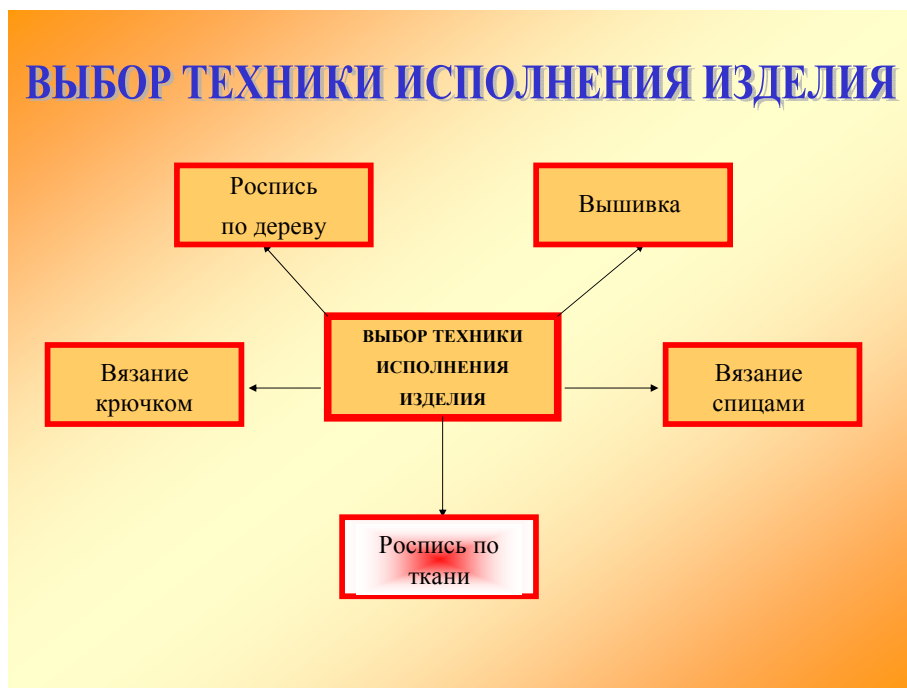 ВЫБОР ТЕХНИКИ ИСПОЛНЕНИЯ ИЗДЕЛИЯ
Роспись
по дереву
Вышивка
ВЫБОР ТЕХНИКИ
ИСПОЛНЕНИЯ
ИЗДЕЛИЯ
Вязание
крючком
Вязание
спицами
Роспись по
ткани